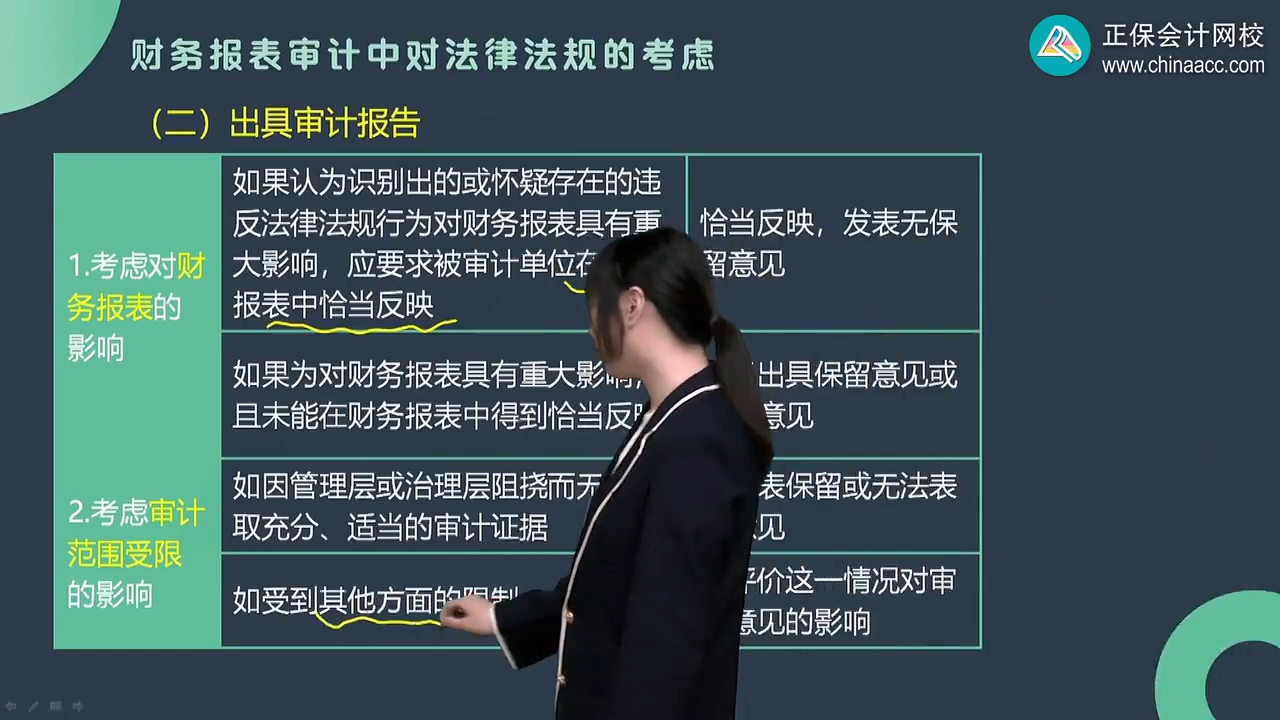 财务报表审计中对法律法规的考虑
正保会计网校
www.chinaacc.com
（二）出具审计报告
1.考虑对财
务报表的
影响
如果认为识别出的或怀疑存在的违
反法律法规行为对财务报表具有重
大影响，应要求被审计单位在
报表中恰当反映
恰当反映，发表无保
留意见
如果为对财务报表具有重大影响，
且未能在财务报表中得到恰当反映
出具保留意见或
意见
2.考虑审计
范围受限
的影响
如因管理层或治理层阻挠而无
取充分、适当的审计证据
表保留或无法表
意见
如受到其他方面的限制
评价这一情况对审
意见的影响